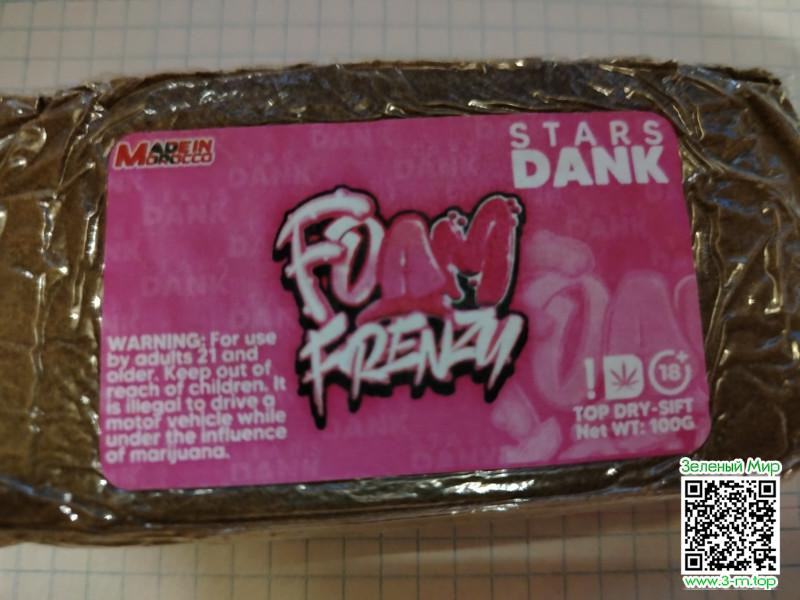 MADE IN
MOROCCO
STARS
DANK
FOAM
FRENZY
WARNING: For use
by adults 21 and
older. Keep out of
reach of children. It
is illegal to drive a
motor vehicle while
under the influence
of marijuana.
! D 18+
TOP DRY-SIFT
Net WT: 100G
Зеленый Мир
www.3-m.top